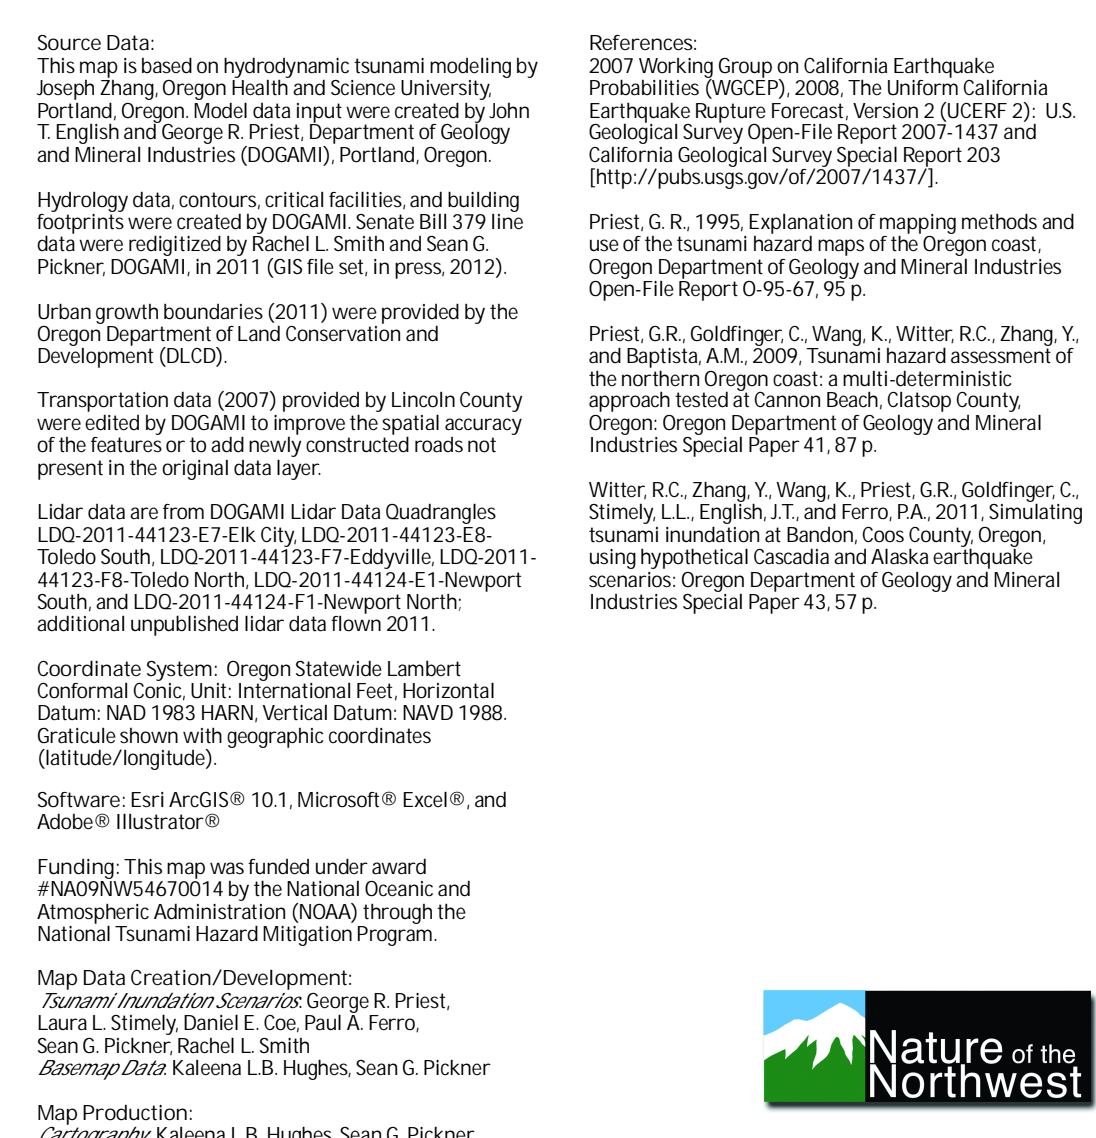 Source Data:
This map is based on hydrodynamic tsunami modeling by
Joseph Zhang, Oregon Health and Science University,
Portland, Oregon. Model data input were created by John
T. English and George R. Priest, Department of Geology
and Mineral Industries (DOGAMI), Portland, Oregon.
Hydrology data, contours, critical facilities, and building
footprints were created by DOGAMI. Senate Bill 379 line
data were redigitized by Rachel L. Smith and Sean G.
Pickner, DOGAMI, in 2011 (GIS file set, in press, 2012).
Urban growth boundaries (2011) were provided by the
Oregon Department of Land Conservation and
Development (DLCD).
Transportation data (2007) provided by Lincoln County
were edited by DOGAMI to improve the spatial accuracy
of the features or to add newly constructed roads not
present in the original data layer.
Lidar data are from DOGAMI Lidar Data Quadrangles
LDQ-2011-44123-E7-Elk City, LDQ-2011-44123-E8-
Toledo South, LDQ-2011-44123-F7-Eddyville, LDQ-2011-
44123-F8-Toledo North, LDQ-2011-44124-E1-Newport
South, and LDQ-2011-44124-F1-Newport North;
additional unpublished lidar data flown 2011.
Coordinate System:  Oregon Statewide Lambert
Conformal Conic, Unit: International Feet, Horizontal
Datum: NAD 1983 HARN, Vertical Datum: NAVD 1988.
Graticule shown with geographic coordinates
(latitude/longitude).
Software: Esri ArcGIS® 10.1, Microsoft® Excel®, and
Adobe® Illustrator®
Funding: This map was funded under award
#NA09NW54670014 by the National Oceanic and
Atmospheric Administration (NOAA) through the
National Tsunami Hazard Mitigation Program.
Map Data Creation/Development:
Tsunami Inundation Scenarios: George R. Priest,
Laura L. Stimely, Daniel E. Coe, Paul A. Ferro,
Sean G. Pickner, Rachel L. Smith
Basemap Data: Kaleena L.B. Hughes, Sean G. Pickner
Map Production:
Cartography: Kaleena L.B. Hughes, Sean G. Pickner
References:
2007 Working Group on California Earthquake
Probabilities (WGCEP), 2008, The Uniform California
Earthquake Rupture Forecast, Version 2 (UCERF 2):  U.S.
Geological Survey Open-File Report 2007-1437 and
California Geological Survey Special Report 203
[http://pubs.usgs.gov/of/2007/1437/].
Priest, G. R., 1995, Explanation of mapping methods and
use of the tsunami hazard maps of the Oregon coast,
Oregon Department of Geology and Mineral Industries
Open-File Report O-95-67, 95 p.
Priest, G.R., Goldfinger, C., Wang, K., Witter, R.C., Zhang, Y.,
and Baptista, A.M., 2009, Tsunami hazard assessment of
the northern Oregon coast: a multi-deterministic
approach tested at Cannon Beach, Clatsop County,
Oregon: Oregon Department of Geology and Mineral
Industries Special Paper 41, 87 p.
Witter, R.C., Zhang, Y., Wang, K., Priest, G.R., Goldfinger, C.,
Stimely, L.L., English, J.T., and Ferro, P.A., 2011, Simulating
tsunami inundation at Bandon, Coos County, Oregon,
using hypothetical Cascadia and Alaska earthquake
scenarios: Oregon Department of Geology and Mineral
Industries Special Paper 43, 57 p.
Nature of the
Northwest